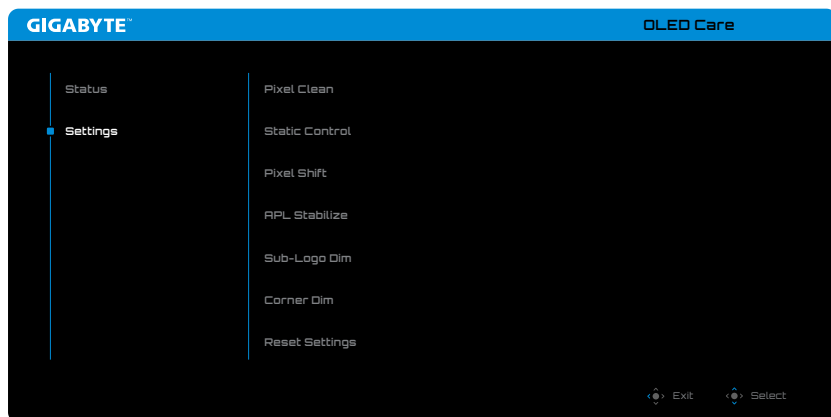 GIGABYTE™
OLED Care
Status
Settings
Pixel Clean
Static Control
Pixel Shift
APL Stabilize
Sub-Logo Dim
Corner Dim
Reset Settings
Exit
Select